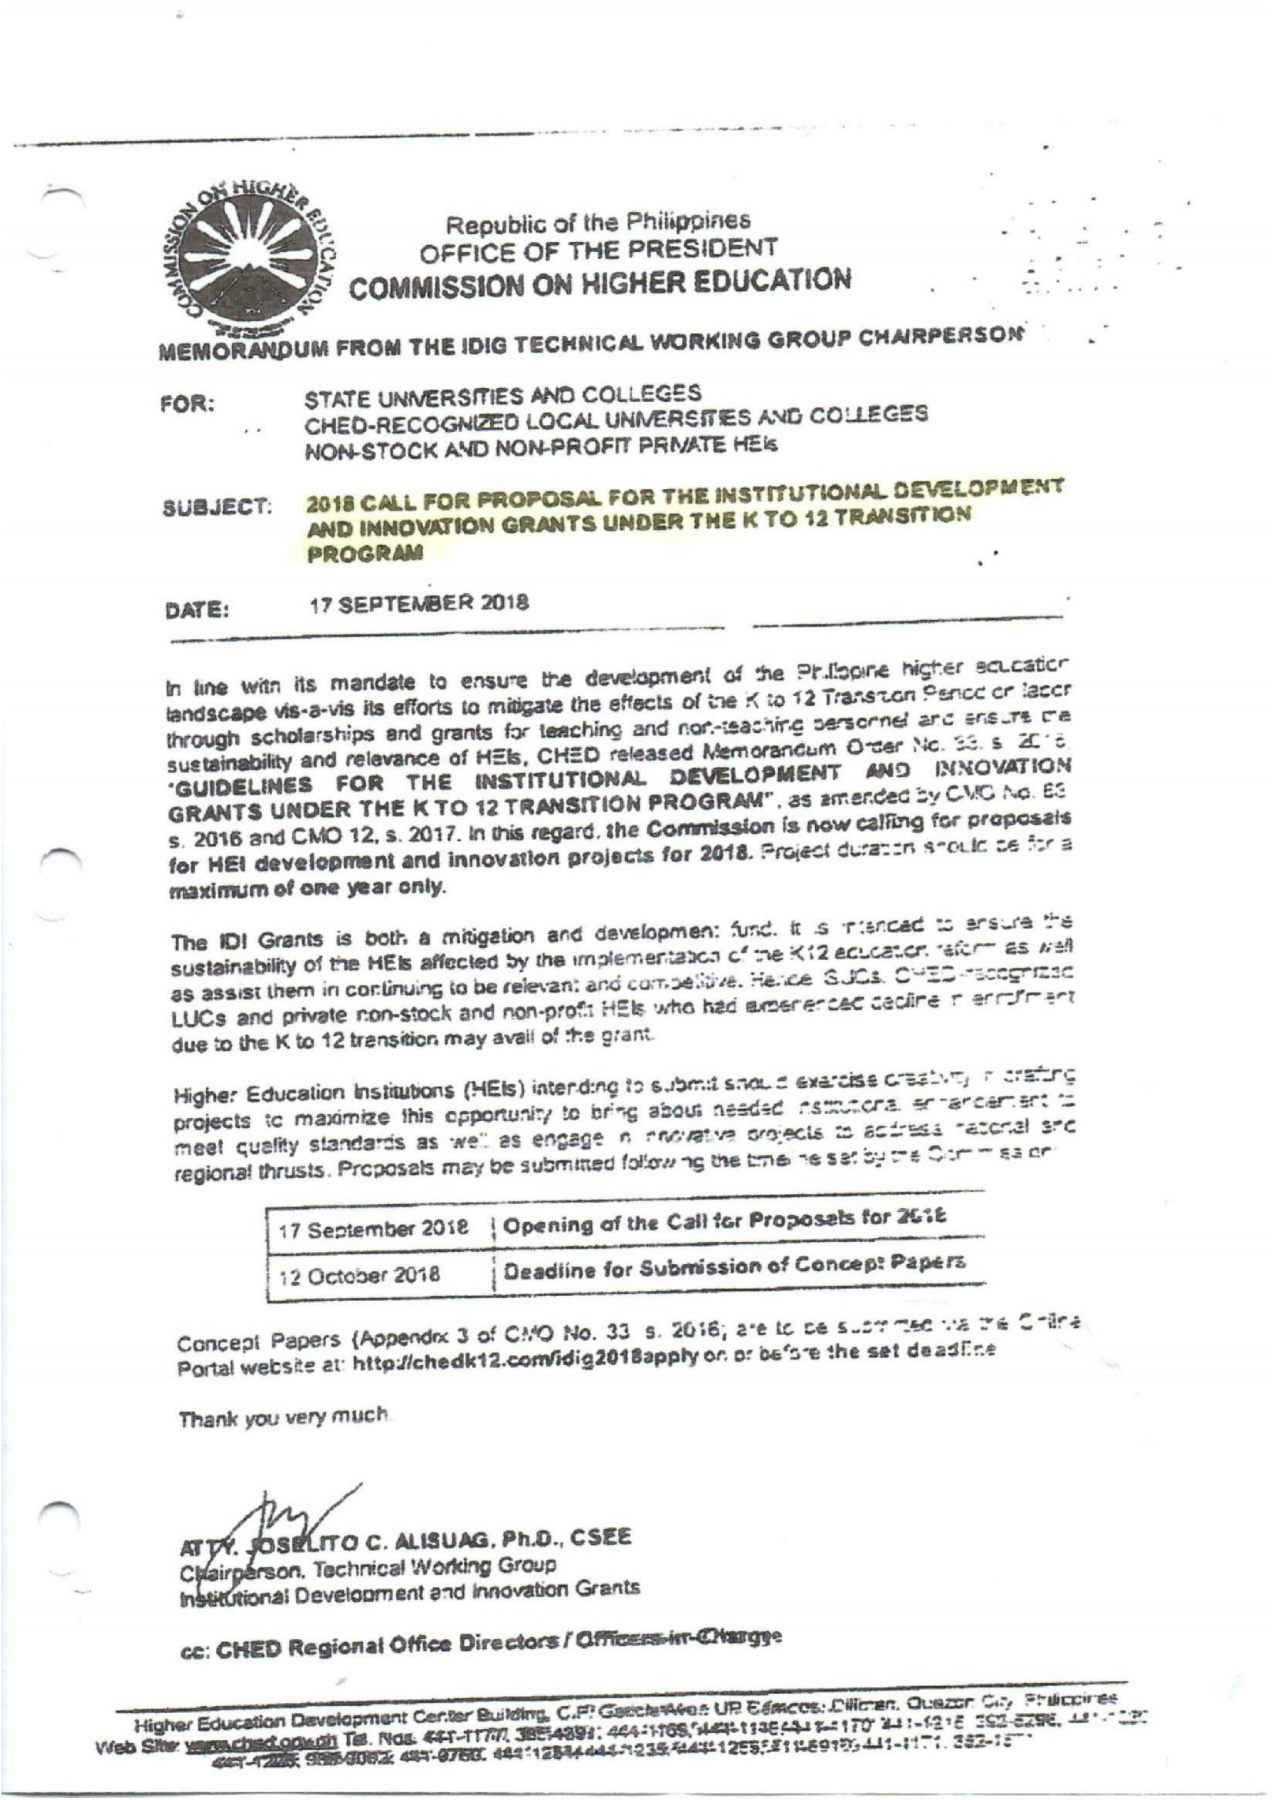 COMMISSION ON HIGHER EDUCATION
Republic of the Philippines
OFFICE OF THE PRESIDENT
COMMISSION ON HIGHER EDUCATION
MEMORANDUM FROM THE IDIG TECHNICAL WORKING GROUP CHAIRPERSON
FOR: STATE UNIVERSITIES AND COLLEGES
CHED-RECOGNIZED LOCAL UNIVERSITIES AND COLLEGES
NON-STOCK AND NON-PROFIT PRIVATE HEIs
SUBJECT: 2018 CALL FOR PROPOSAL FOR THE INSTITUTIONAL DEVELOPMENT
AND INNOVATION GRANTS UNDER THE K TO 12 TRANSITION
PROGRAM
DATE: 17 SEPTEMBER 2018
In line with its mandate to ensure the development of the Philippine higher education
landscape vis-a-vis its efforts to mitigate the effects of the K to 12 Transition Period on labor
through scholarships and grants for teaching and non-teaching personnel and ensure the
sustainability and relevance of HEIs, CHED released Memorandum Order No. 33, s. 2016,
"GUIDELINES FOR THE INSTITUTIONAL DEVELOPMENT AND INNOVATION
GRANTS UNDER THE K TO 12 TRANSITION PROGRAM", as amended by CMO No. 63
s. 2016 and CMO 12, s. 2017. In this regard, the Commission is now calling for proposals
for HEI development and innovation projects for 2018. Project duration should be for a
maximum of one year only.
The IDI Grants is both a mitigation and development fund. It is intended to ensure the
sustainability of the HEIs affected by the implementation of the K12 education reform as well
as assist them in continuing to be relevant and competitive. Hence SUCs, CHED-recognized
LUCs and private non-stock and non-profit HEIs who had experienced decline in enrolment
due to the K to 12 transition may avail of the grant.
Higher Education Institutions (HEIs) intending to submit should exercise creativity in crafting
projects to maximize this opportunity to bring about needed institutional enhancement to
meet quality standards as well as engage in innovative projects to address national and
regional thrusts. Proposals may be submitted following the timeline set by the Commission:
17 September 2018 Opening of the Call for Proposals for 2018
12 October 2018 Deadline for Submission of Concept Papers
Concept Papers (Appendix 3 of CMO No. 33 s. 2016) are to be submitted via the Online
Portal website at: http://chedk12.com/idig2018apply on or before the set deadline
Thank you very much.
ATTY. JOSELITO C. ALISUAG, Ph.D., CSEE
Chairperson, Technical Working Group
Institutional Development and Innovation Grants
cc: CHED Regional Office Directors / Officers-in-Charge
Higher Education Development Center Building, C.P. Garcia Ave. UP Diliman, Quezon City Philippines
Web Site: www.ched.gov.ph Tel. Nos.